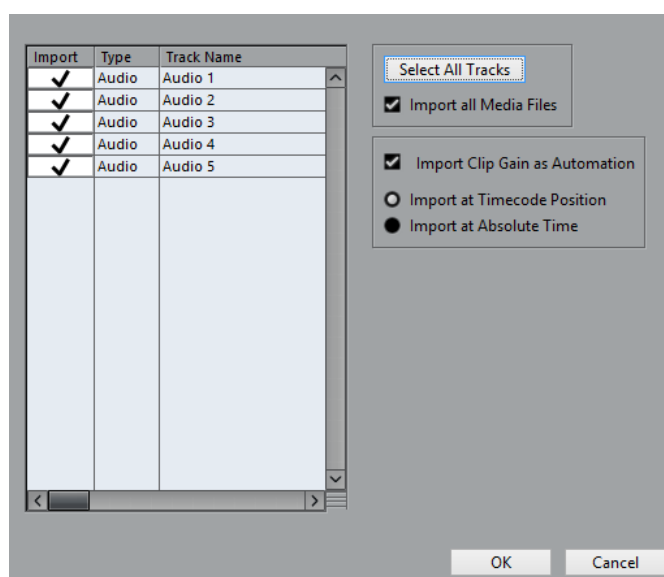 Import Type Track Name
Audio Audio 1
Audio Audio 2
Audio Audio 3
Audio Audio 4
Audio Audio 5
Select All Tracks
Import all Media Files
Import Clip Gain as Automation
Import at Timecode Position
Import at Absolute Time
OK Cancel